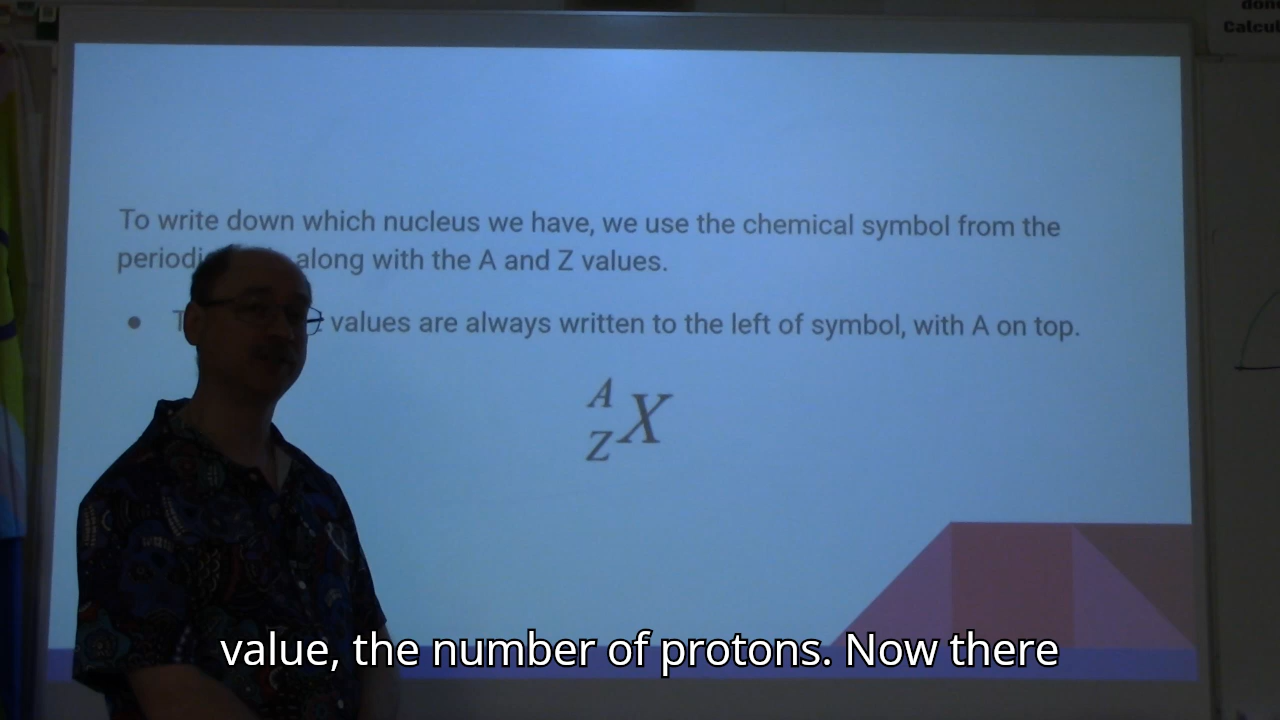 don
Calcul
To write down which nucleus we have, we use the chemical symbol from the
periodi along with the A and Z values.
• T Z values are always written to the left of symbol, with A on top.
A
Z X
value, the number of protons. Now there